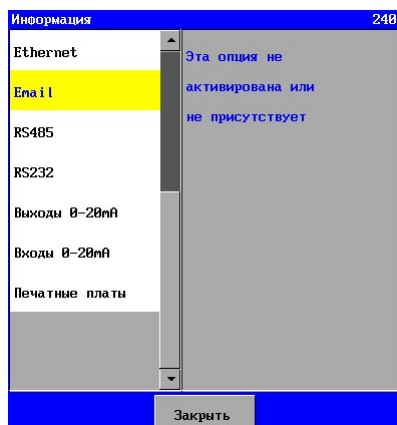 Информация 240
Ethernet
Email
RS485
RS232
Выходы 0-20mA
Входы 0-20mA
Печатные платы
Эта опция не
активирована или
не присутствует
Закрыть